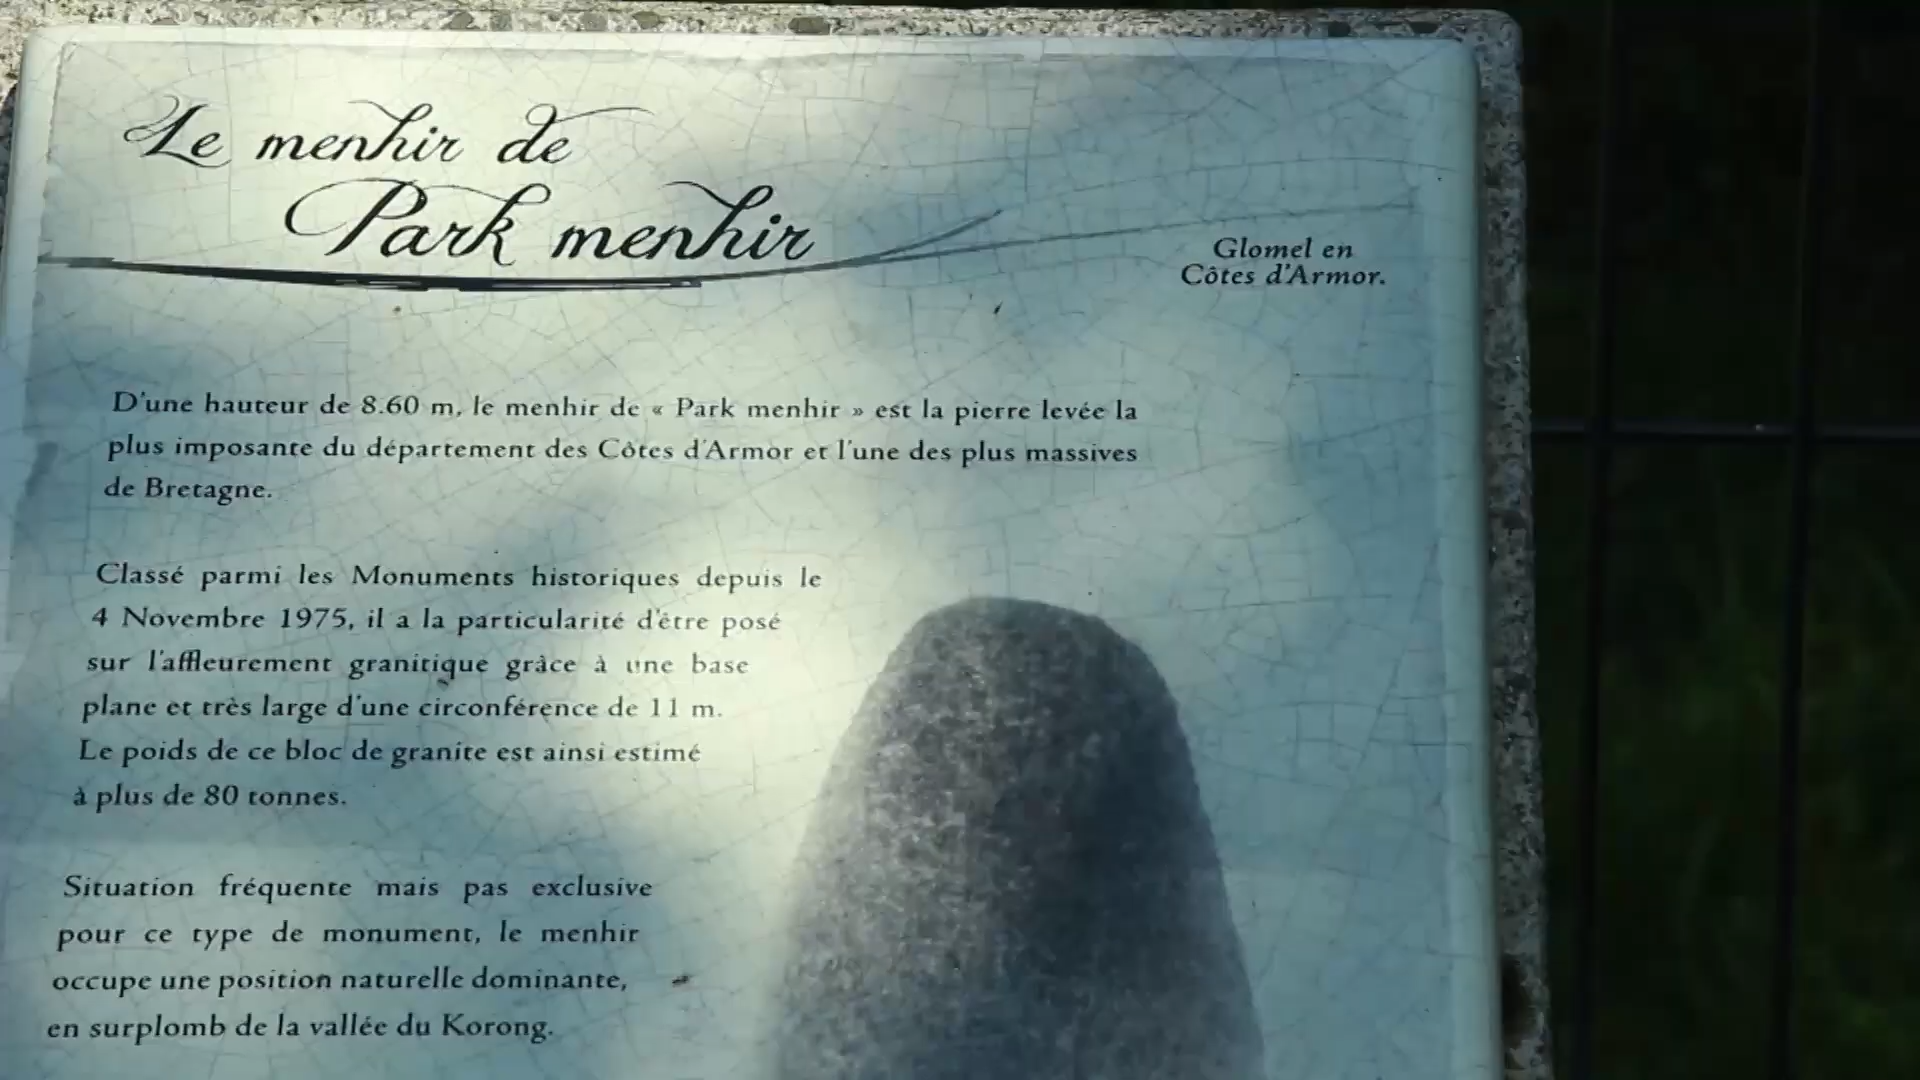 Le menhir de
Park menhir
Glomel en
Côtes d'Armor.
D'une hauteur de 8.60 m, le menhir de « Park menhir » est la pierre levée la
plus imposante du département des Côtes d'Armor et l'une des plus massives
de Bretagne.
Classé parmi les Monuments historiques depuis le
4 Novembre 1975, il a la particularité d'être posé
sur l'affleurement granitique grâce à une base
plane et très large d'une circonférence de 11 m.
Le poids de ce bloc de granite est ainsi estimé
à plus de 80 tonnes.
Situation fréquente mais pas exclusive
pour ce type de monument, le menhir
occupe une position naturelle dominante,
en surplomb de la vallée du Korong.